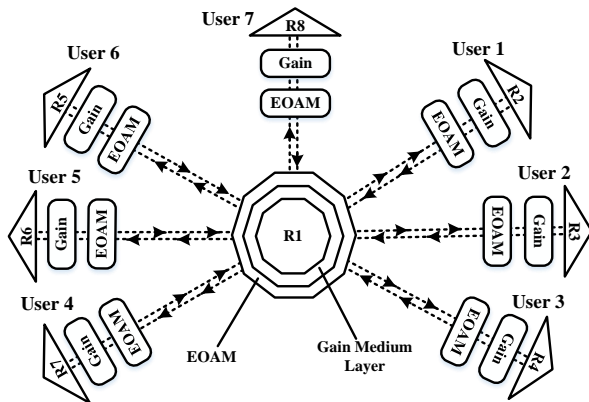 User 7
R8
Gain
EOAM
User 6
R5
Gain
EOAM
User 1
R2
Gain
EOAM
User 5
R6
Gain
EOAM
User 2
R3
Gain
EOAM
R1
User 4
R7
Gain
EOAM
User 3
R4
Gain
EOAM
EOAM
Gain Medium
Layer